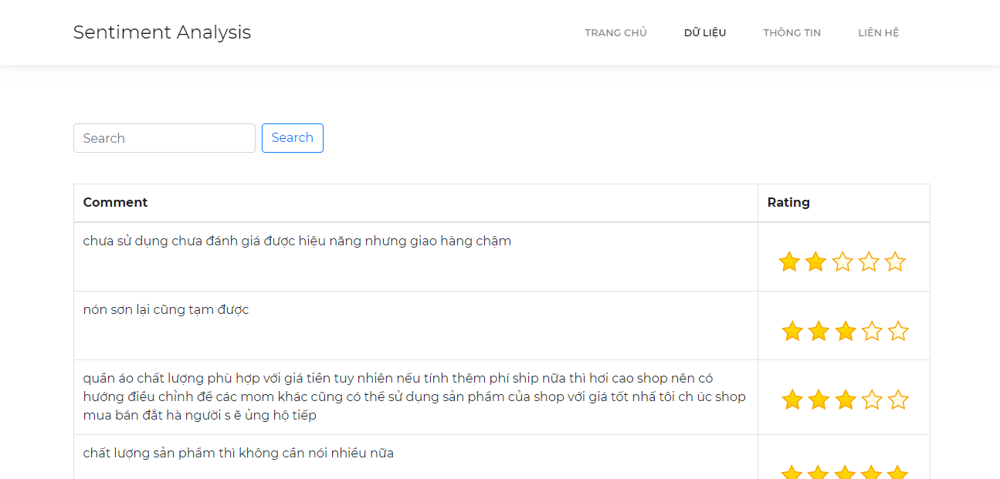 Sentiment Analysis
TRANG CHỦ
DỮ LIỆU
THÔNG TIN
LIÊN HỆ
Search
Search
Comment
Rating
chưa sử dụng chưa đánh giá được hiệu năng nhưng giao hàng chậm
nón sơn lại cũng tạm được
quần áo chất lượng phù hợp với giá tiền tuy nhiên nếu tính thêm phí ship nữa thì hơi cao shop nên có
hướng điều chỉnh để các mom khác cũng có thể sử dụng sản phẩm của shop với giá tốt nhấ tôi ch úc shop
mua bán đắt hà người s ẽ ủng hộ tiếp
chất lượng sản phẩm thì không cần nói nhiều nữa